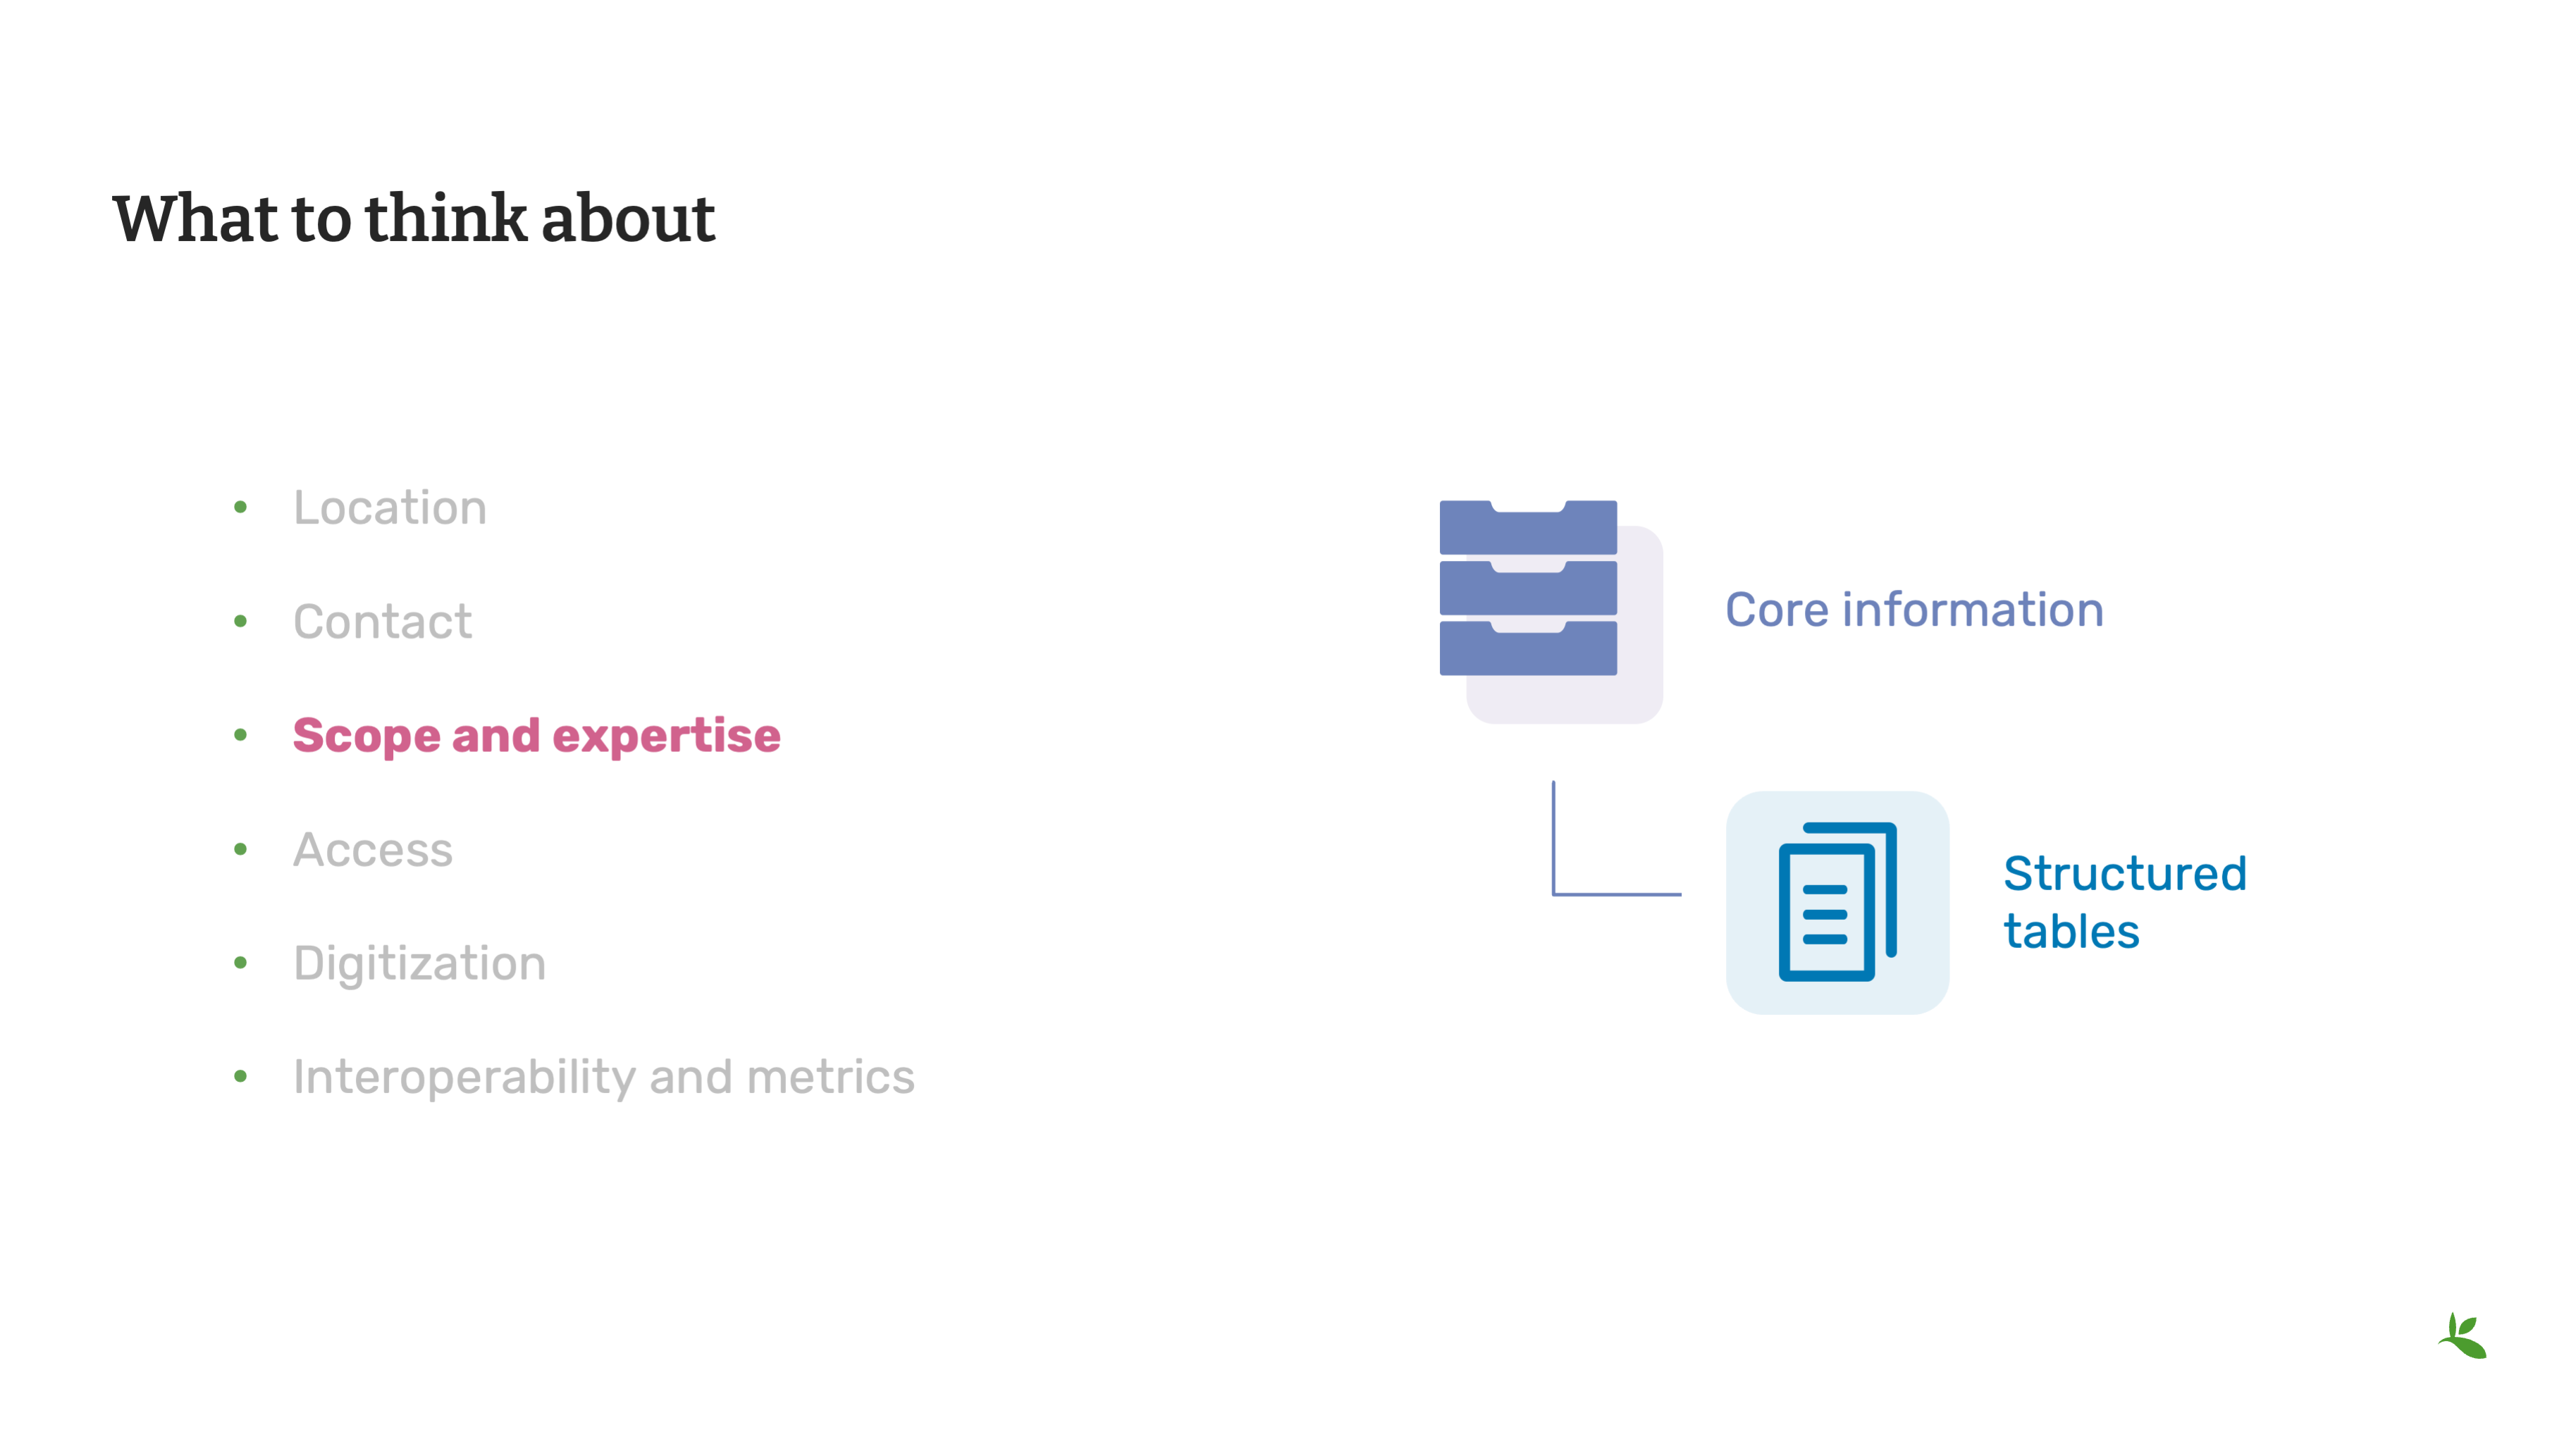 What to think about
Location
Contact
Scope and expertise
Access
Digitization
Interoperability and metrics
Core information
Structured
tables